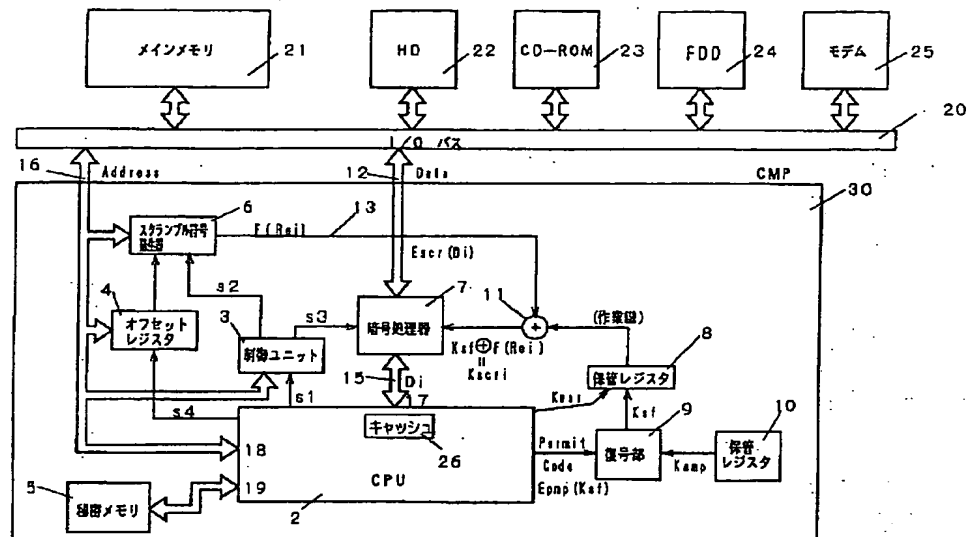 メインメモリ
21
HD
22
CD-ROM
23
FDD
24
モデム
25
20
I/O バス
16
Address
12
Data
CMP
30
6
スクランブル符号
発生器
F(Rei)
13
Escr(Di)
s2
4
オフセット
レジスタ
3
制御ユニット
s3
7
暗号処理器
11
(作業鍵)
Ksf⊕F(Rei)
=
Kscri
8
保管レジスタ
15
Di
17
s4
s1
Ksf
9
復号部
10
保管
レジスタ
キャッシュ
26
CPU
Permit
Code
18
19
5
秘密メモリ
2